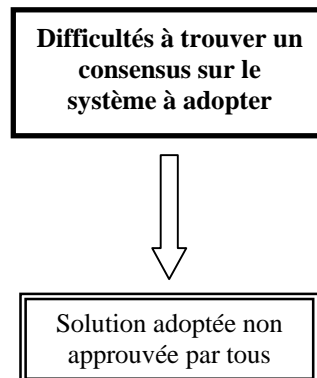 Difficultés à trouver un
consensus sur le
système à adopter
Solution adoptée non
approuvée par tous